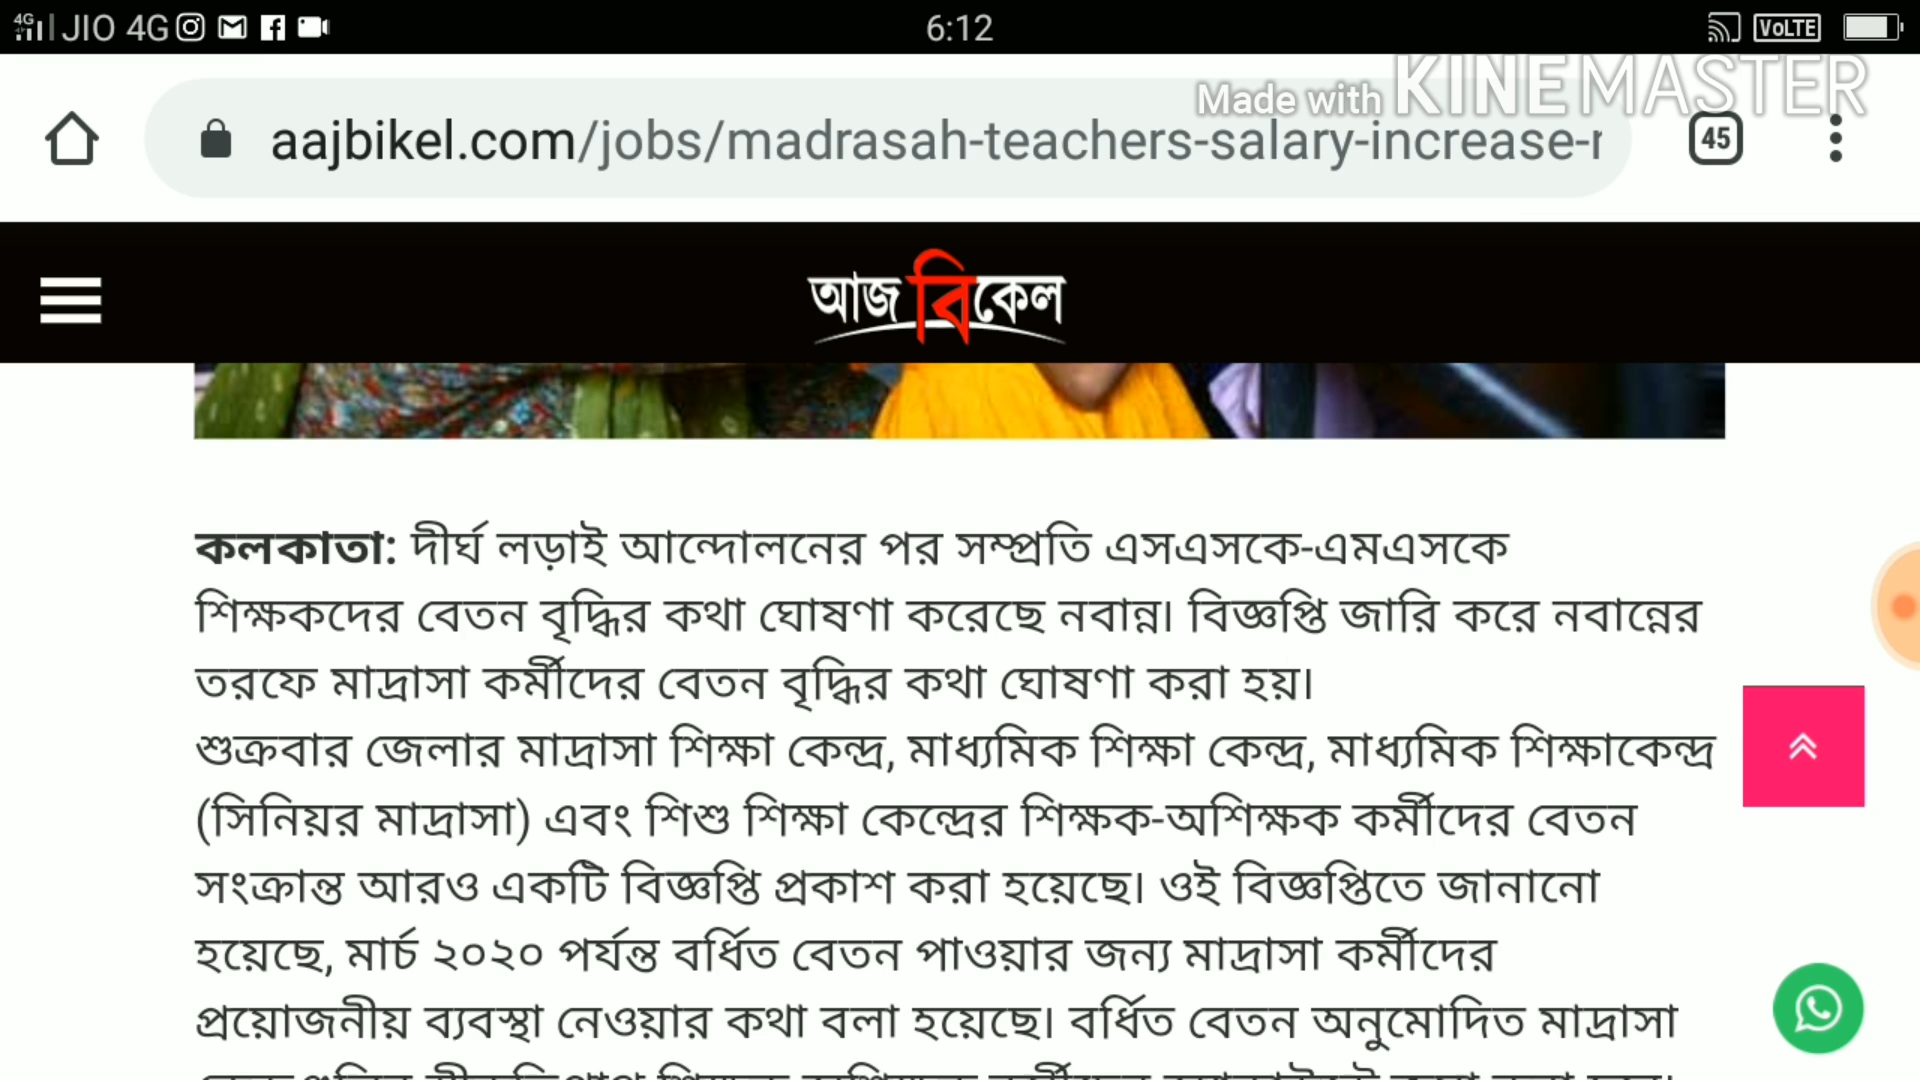 4G JIO 4G 6:12 VoLTE
Made with KINEMASTER
aajbikel.com/jobs/madrasah-teachers-salary-increase-r 45
আজ বিকেল
কলকাতা: দীর্ঘ লড়াই আন্দোলনের পর সম্প্রতি এসএসকে-এমএসকে
শিক্ষকদের বেতন বৃদ্ধির কথা ঘোষণা করেছে নবান্ন। বিজ্ঞপ্তি জারি করে নবান্নের
তরফে মাদ্রাসা কর্মীদের বেতন বৃদ্ধির কথা ঘোষণা করা হয়।
শুক্রবার জেলার মাদ্রাসা শিক্ষা কেন্দ্র, মাধ্যমিক শিক্ষা কেন্দ্র, মাধ্যমিক শিক্ষাকেন্দ্র
(সিনিয়র মাদ্রাসা) এবং শিশু শিক্ষা কেন্দ্রের শিক্ষক-অশিক্ষক কর্মীদের বেতন
সংক্রান্ত আরও একটি বিজ্ঞপ্তি প্রকাশ করা হয়েছে। ওই বিজ্ঞপ্তিতে জানানো
হয়েছে, মার্চ ২০২০ পর্যন্ত বর্ধিত বেতন পাওয়ার জন্য মাদ্রাসা কর্মীদের
প্রয়োজনীয় ব্যবস্থা নেওয়ার কথা বলা হয়েছে। বর্ধিত বেতন অনুমোদিত মাদ্রাসা